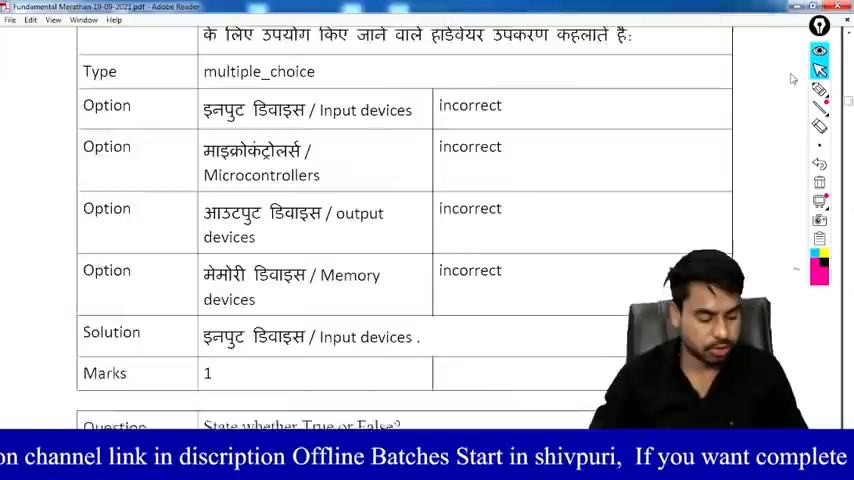 Fundamental Merathan 19-09-2021.pdf - Adobe Reader
File Edit View Window Help
के लिए उपयोग किए जाने वाले हार्डवेयर उपकरण कहलाते है:
Type multiple_choice
Option इनपुट डिवाइस / Input devices incorrect
Option माइक्रोकंट्रोलर्स / incorrect
Microcontrollers
Option आउटपुट डिवाइस / output incorrect
devices
Option मेमोरी डिवाइस / Memory incorrect
devices
Solution इनपुट डिवाइस / Input devices .
Marks 1
Question State whether True or False?
on channel link in discription Offline Batches Start in shivpuri, If you want complete